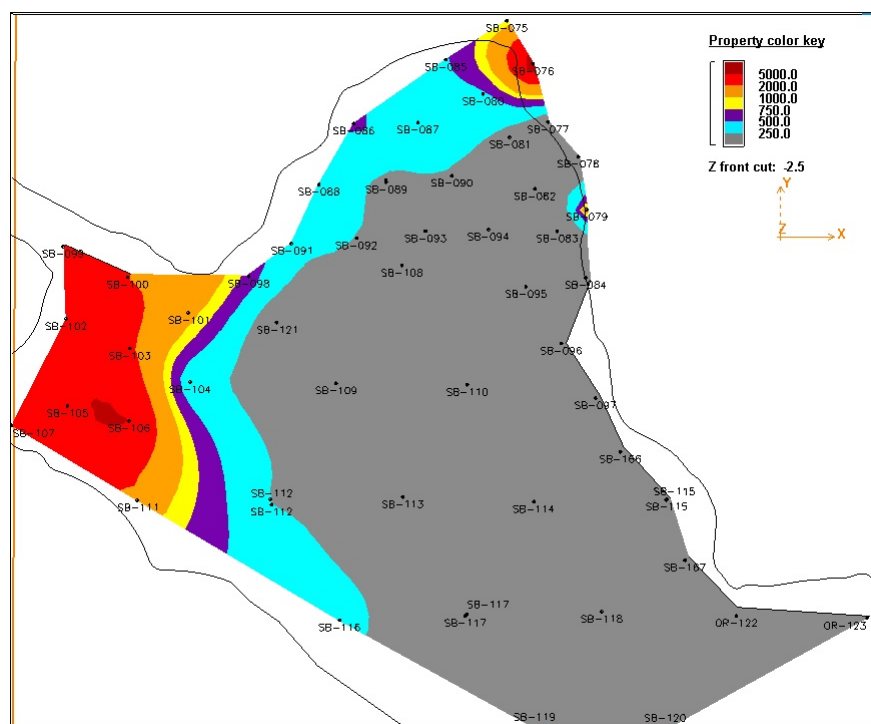 SB-075
Property color key
SB-085
SB-076
5000.0
2000.0
1000.0
750.0
500.0
250.0
SB-080
SB-086
SB-087
SB-077
SB-081
SB-078
Z front cut: -2.5
SB-088
SB-089
SB-090
SB-082
Y
SB-079
Z
X
SB-091
SB-092
SB-093
SB-094
SB-083
SB-099
SB-108
SB-100
SB-098
SB-095
SB-084
SB-101
SB-102
SB-121
SB-103
SB-096
SB-104
SB-109
SB-110
SB-105
SB-097
SB-106
SB-107
SB-166
SB-112
SB-115
SB-111
SB-112
SB-113
SB-114
SB-115
SB-167
SB-117
SB-116
SB-117
SB-118
OR-122
OR-123
SB-119
SB-120